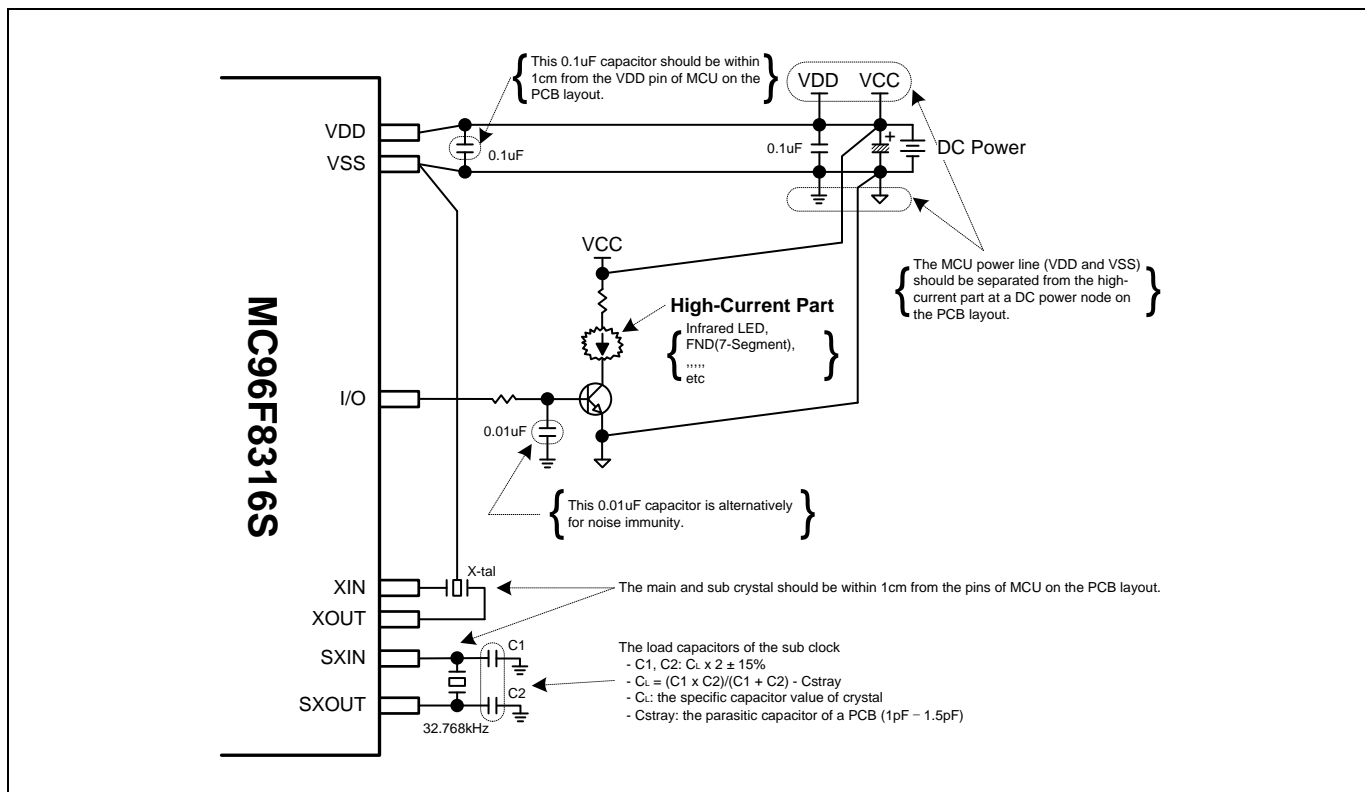 This 0.1uF capacitor should be within
1cm from the VDD pin of MCU on the
PCB layout.
VDD
VCC
VDD
VSS
0.1uF
0.1uF
+
DC Power
VCC
The MCU power line (VDD and VSS)
should be separated from the high-
current part at a DC power node on
the PCB layout.
High-Current Part
Infrared LED,
FND(7-Segment),
,,,,,
etc
MC96F8316S
I/O
0.01uF
This 0.01uF capacitor is alternatively
for noise immunity.
X-tal
XIN
XOUT
The main and sub crystal should be within 1cm from the pins of MCU on the PCB layout.
SXIN
SXOUT
C1
C2
32.768kHz
The load capacitors of the sub clock
- C1, C2: CL x 2 ± 15%
- CL = (C1 x C2)/(C1 + C2) - Cstray
- CL: the specific capacitor value of crystal
- Cstray: the parasitic capacitor of a PCB (1pF – 1.5pF)